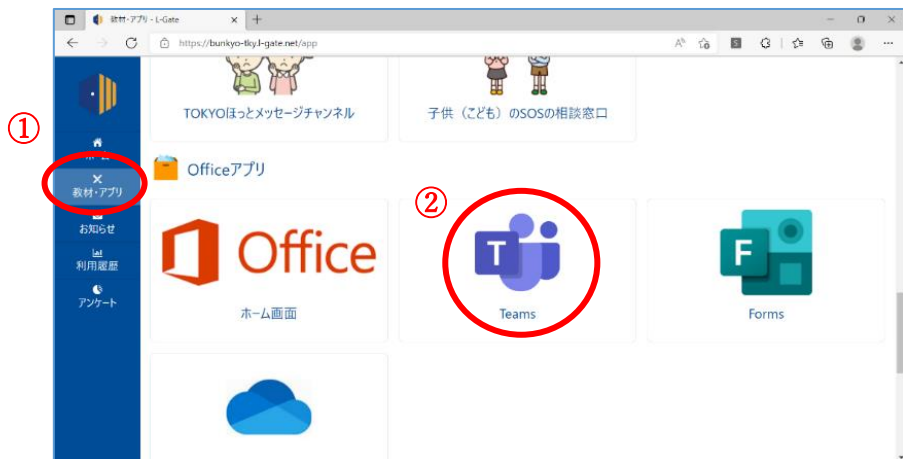 教材・アプリ - L-Gate
https://bunkyo-tky.l-gate.net/app
TOKYOほっとメッセージチャンネル
子供（こども）のSOSの相談窓口
①
教材・アプリ
お知らせ
利用履歴
アンケート
Officeアプリ
②
Office
ホーム画面
T
Teams
F
Forms